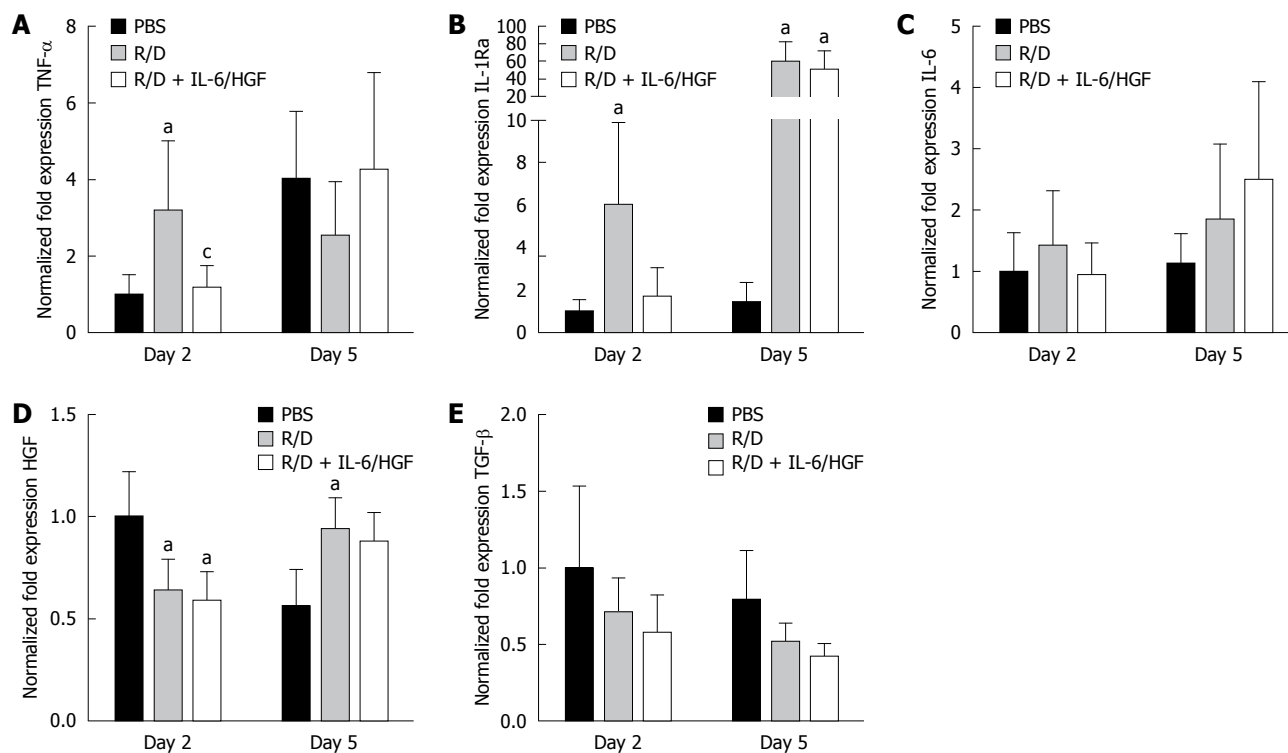 A
Normalized fold expression TNF-α
8
6
4
2
0
PBS
R/D
R/D + IL-6/HGF
a
c
Day 2
Day 5
B
Normalized fold expression IL-1Ra
100
80
60
40
20
10
8
6
4
2
0
PBS
R/D
R/D + IL-6/HGF
a
a
a
Day 2
Day 5
C
Normalized fold expression IL-6
5
4
3
2
1
0
PBS
R/D
R/D + IL-6/HGF
Day 2
Day 5
D
Normalized fold expression HGF
1.5
1.0
0.5
0.0
PBS
R/D
R/D + IL-6/HGF
a
a
a
Day 2
Day 5
E
Normalized fold expression TGF-β
2.0
1.5
1.0
0.5
0.0
PBS
R/D
R/D + IL-6/HGF
Day 2
Day 5